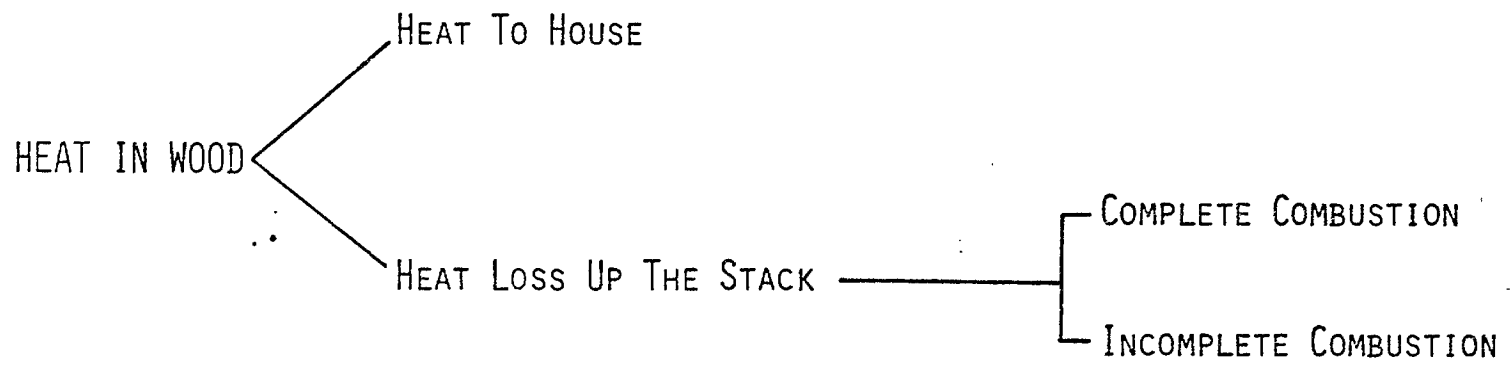 HEAT TO HOUSE
HEAT IN WOOD
COMPLETE COMBUSTION
HEAT LOSS UP THE STACK
INCOMPLETE COMBUSTION